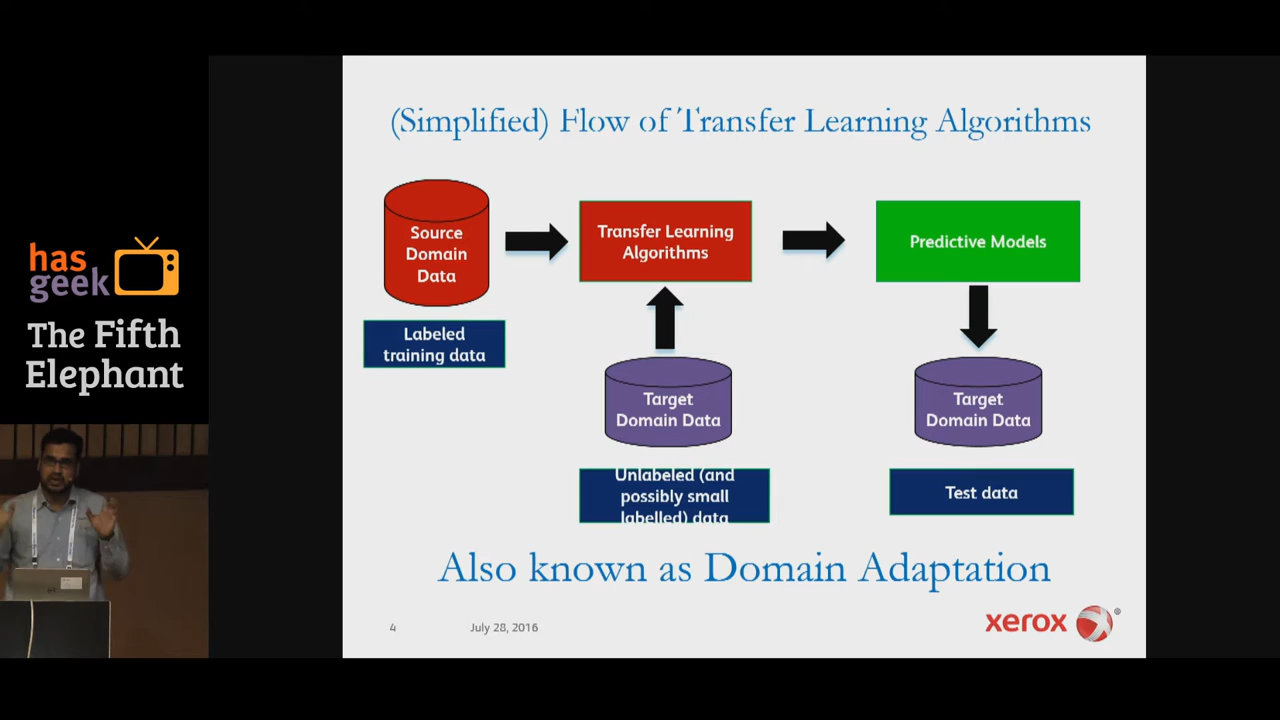 has
geek
The Fifth
Elephant
(Simplified) Flow of Transfer Learning Algorithms
Source
Domain
Data
Transfer Learning
Algorithms
Predictive Models
Labeled
training data
Target
Domain Data
Target
Domain Data
Unlabeled (and
possibly small
labelled) data
Test data
Also known as Domain Adaptation
4
July 28, 2016
xerox